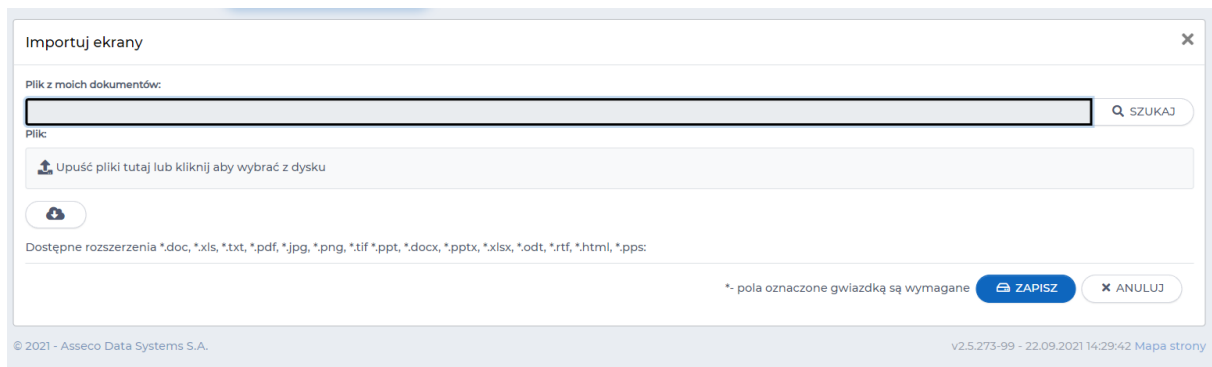 Importuj ekrany
Plik z moich dokumentów:
SZUKAJ
Plik:
Upuść pliki tutaj lub kliknij aby wybrać z dysku
Dostępne rozszerzenia *.doc, *.xls, *.txt, *.pdf, *.jpg, *.png, *.tif *.ppt, *.docx, *.pptx, *.xlsx, *.odt, *.rtf, *.html, *.pps:
*- pola oznaczone gwiazdką są wymagane ZAPISZ ANULUJ
© 2021 - Asseco Data Systems S.A. v2.5.273-99 - 22.09.2021 14:29:42 Mapa strony